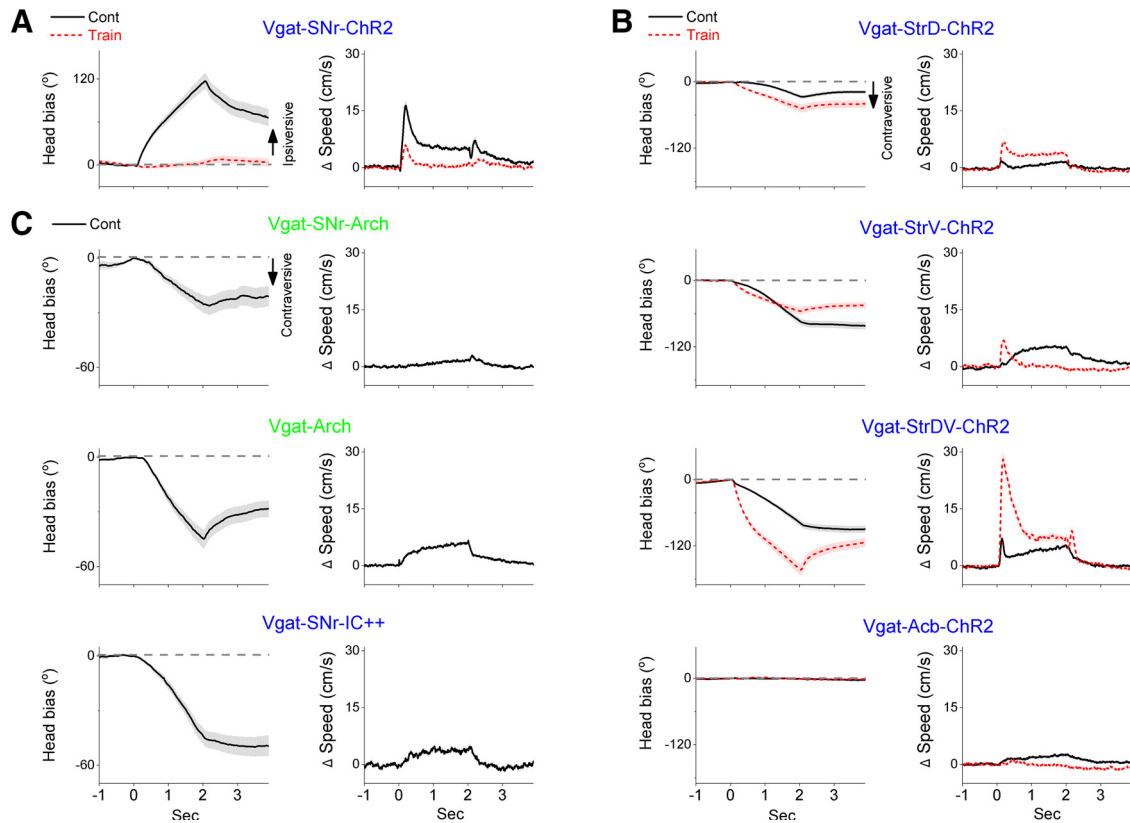 A
Cont
Train
Vgat-SNr-ChR2
Head bias (º)
120
0
Ipsiversive
Δ Speed (cm/s)
30
15
0
B
Cont
Train
Vgat-StrD-ChR2
Head bias (º)
0
-120
Contraversive
Δ Speed (cm/s)
30
15
0
C
Cont
Vgat-SNr-Arch
Head bias (º)
0
-60
Contraversive
Δ Speed (cm/s)
30
15
0
Vgat-StrV-ChR2
Head bias (º)
0
-120
Δ Speed (cm/s)
30
15
0
Vgat-Arch
Head bias (º)
0
-60
Δ Speed (cm/s)
30
15
0
Vgat-StrDV-ChR2
Head bias (º)
0
-120
Δ Speed (cm/s)
30
15
0
Vgat-SNr-IC++
Head bias (º)
0
-60
-1 0 1 2 3
Sec
Δ Speed (cm/s)
30
15
0
-1 0 1 2 3
Sec
Vgat-Acb-ChR2
Head bias (º)
0
-120
-1 0 1 2 3
Sec
Δ Speed (cm/s)
30
15
0
-1 0 1 2 3
Sec